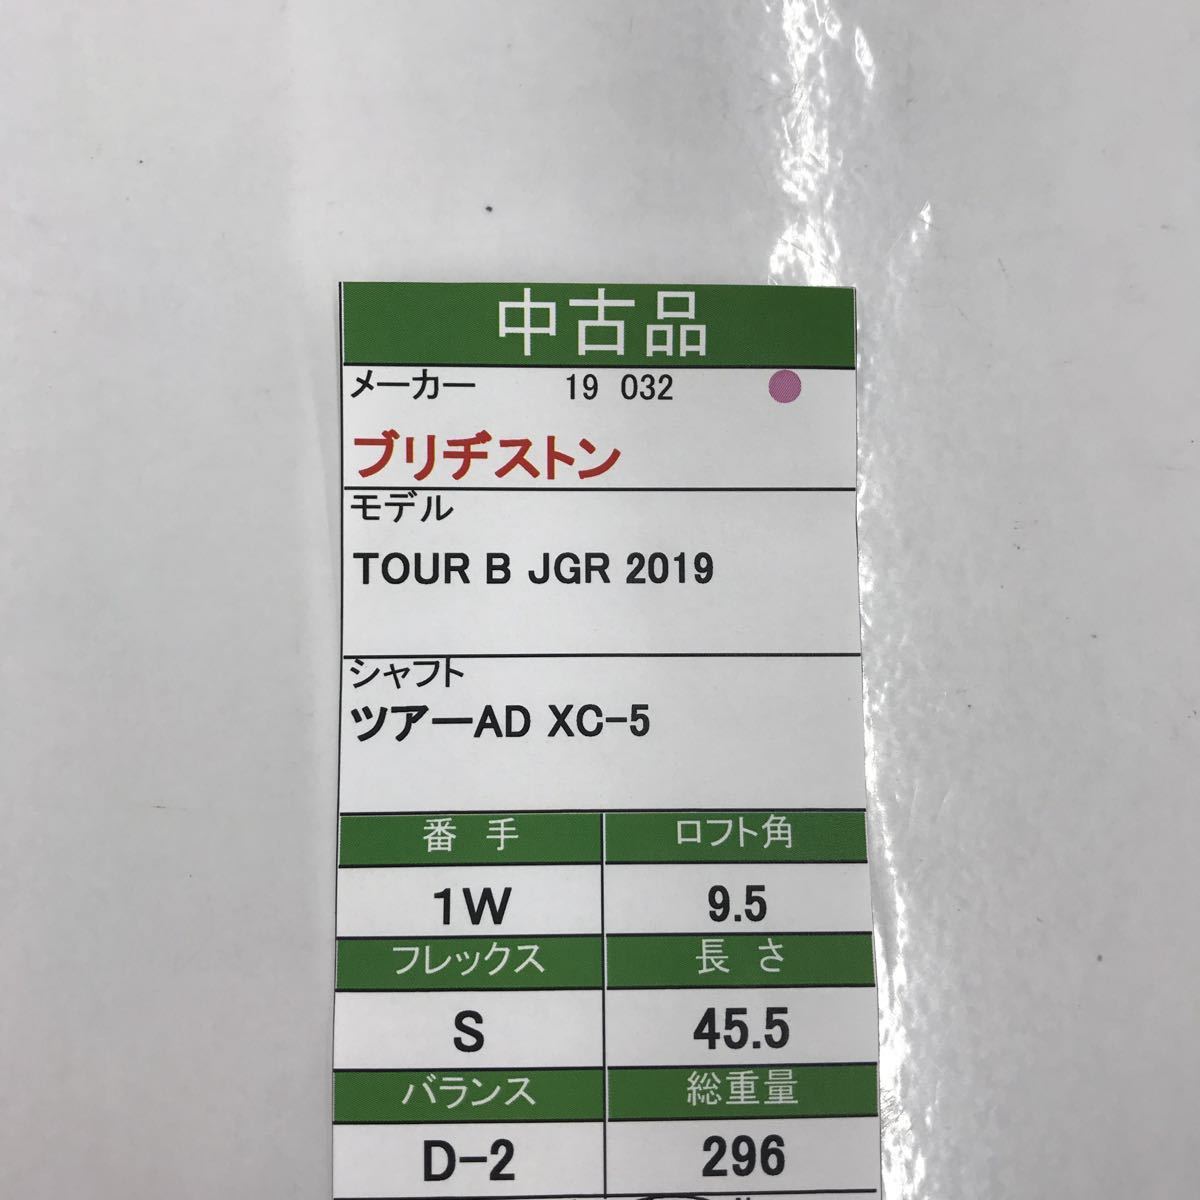 中古品
メーカー 19 032
ブリヂストン
モデル
TOUR B JGR 2019
シャフト
ツアーAD XC-5
番 手 ロフト角
1W 9.5
フレックス 長 さ
S 45.5
バランス 総重量
D-2 296